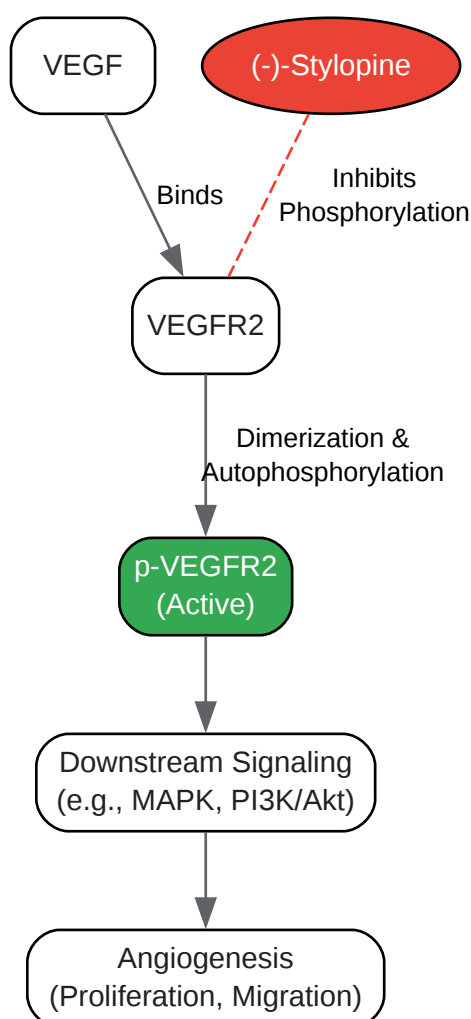 VEGF
(-)-Stylopine
Binds
Inhibits
Phosphorylation
VEGFR2
Dimerization &
Autophosphorylation
p-VEGFR2
(Active)
Downstream Signaling
(e.g., MAPK, PI3K/Akt)
Angiogenesis
(Proliferation, Migration)